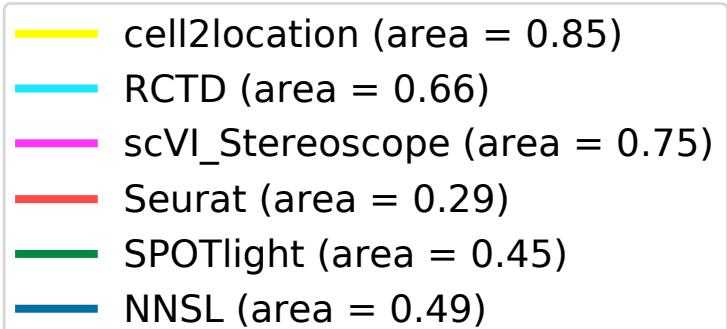 cell2location (area = 0.85)
RCTD (area = 0.66)
scVI_Stereoscope (area = 0.75)
Seurat (area = 0.29)
SPOTlight (area = 0.45)
NNSL (area = 0.49)